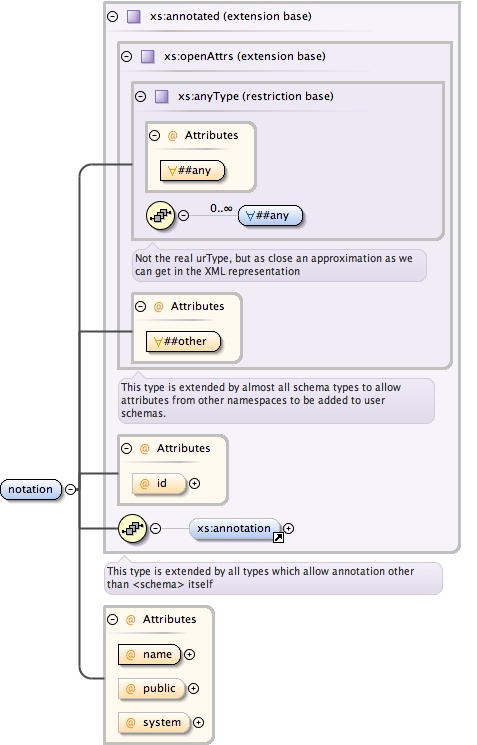 xs:annotated (extension base)
xs:openAttrs (extension base)
xs:anyType (restriction base)
@ Attributes
∀##any
0..∞
∀##any
Not the real urType, but as close an approximation as we
can get in the XML representation
@ Attributes
∀##other
This type is extended by almost all schema types to allow
attributes from other namespaces to be added to user
schemas.
@ Attributes
@ id
notation
xs:annotation
This type is extended by all types which allow annotation other
than <schema> itself
@ Attributes
@ name
@ public
@ system